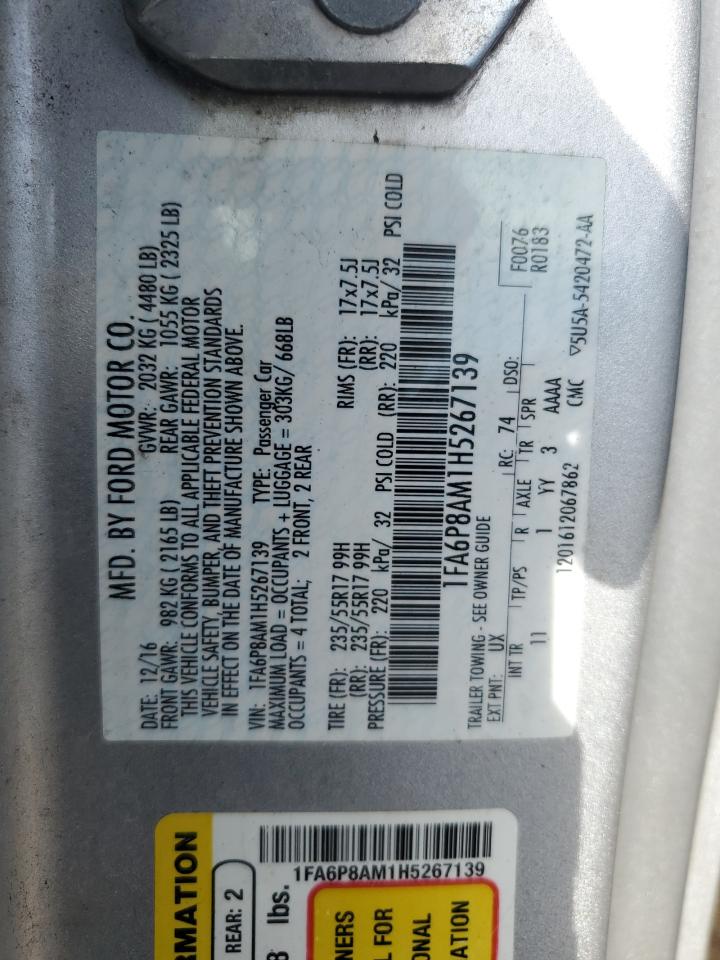 MFD. BY FORD MOTOR CO.
DATE: 12/16 GVWR: 2032 KG ( 4480 LB)
FRONT GAWR: 982 KG ( 2165 LB) REAR GAWR: 1055 KG ( 2325 LB)
THIS VEHICLE CONFORMS TO ALL APPLICABLE FEDERAL MOTOR
VEHICLE SAFETY, BUMPER, AND THEFT PREVENTION STANDARDS
IN EFFECT ON THE DATE OF MANUFACTURE SHOWN ABOVE.
VIN: 1FA6P8AM1H5267139 TYPE: Passenger Car
MAXIMUM LOAD = OCCUPANTS + LUGGAGE = 303KG/ 668LB
OCCUPANTS = 4 TOTAL; 2 FRONT, 2 REAR
TIRE (FR): 235/55R17 99H RIMS (FR): 17x7.5J
(RR): 235/55R17 99H (RR): 17x7.5J
PRESSURE (FR): 220 kPa/ 32 PSI COLD (RR): 220 kPa/ 32 PSI COLD
1FA6P8AM1H5267139
TRAILER TOWING - SEE OWNER GUIDE F0076
EXT PNT: UX RC: 74 DSO: R0183
INT TR TP/PS R AXLE TR SPR
11 1 YY 3 AAAA
1201612067862 CMC ▽5U5A-5420472-AA
RMATION
REAR: 2
lbs.
1FA6P8AM1H5267139
NERS
L FOR
ONAL
ATION